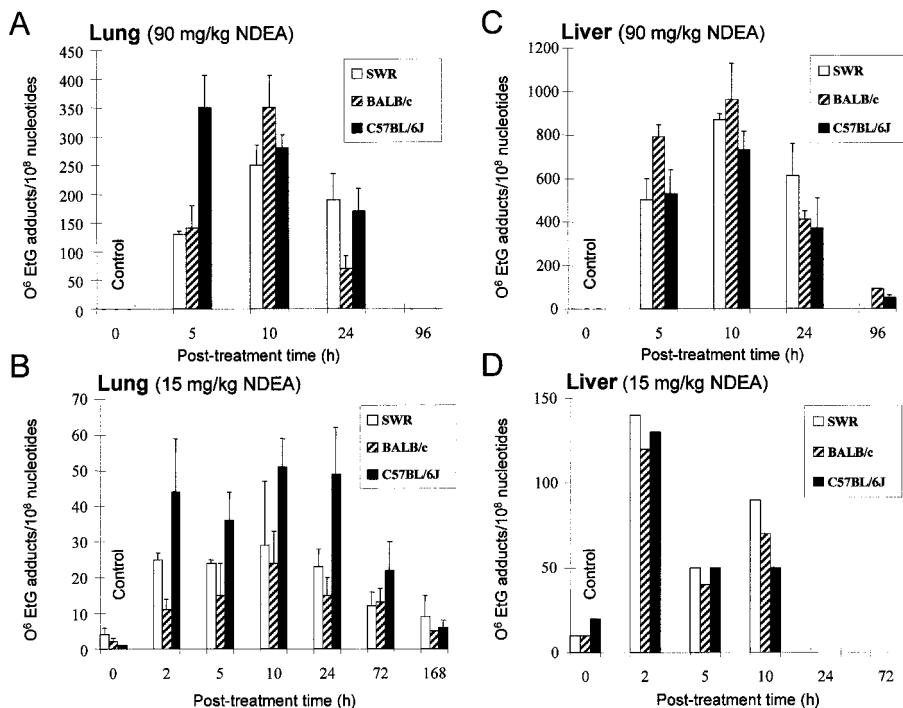 A
Lung (90 mg/kg NDEA)
O⁶ EtG adducts/10⁸ nucleotides
450
400
350
300
250
200
150
100
50
0
Control
SWR
BALB/c
C57BL/6J
0 5 10 24 96
Post-treatment time (h)
C
Liver (90 mg/kg NDEA)
O⁶ EtG adducts/10⁸ nucleotides
1200
1000
800
600
400
200
0
Control
SWR
BALB/c
C57BL/6J
0 5 10 24 96
Post-treatment time (h)
B
Lung (15 mg/kg NDEA)
O⁶ EtG adducts/10⁸ nucleotides
70
60
50
40
30
20
10
0
Control
SWR
BALB/c
C57BL/6J
0 2 5 10 24 72 168
Post-treatment time (h)
D
Liver (15 mg/kg NDEA)
O⁶ EtG adducts/10⁸ nucleotides
150
100
50
0
Control
SWR
BALB/c
C57BL/6J
0 2 5 10 24 72
Post-treatment time (h)